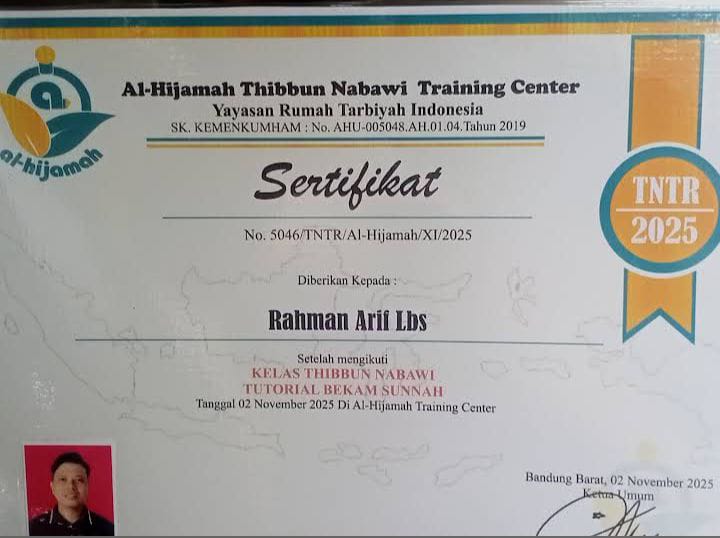 al-hijamah
Al-Hijamah Thibbun Nabawi Training Center
Yayasan Rumah Tarbiyah Indonesia
SK. KEMENKUMHAM : No. AHU-005048.AH.01.04.Tahun 2019
TNTR
2025
Sertifikat
No. 5046/TNTR/Al-Hijamah/XI/2025
Diberikan Kepada :
Rahman Arif Lbs
Setelah mengikuti
KELAS THIBBUN NABAWI
TUTORIAL BEKAM SUNNAH
Tanggal 02 November 2025 Di Al-Hijamah Training Center
Bandung Barat, 02 November 2025
Ketua Umum